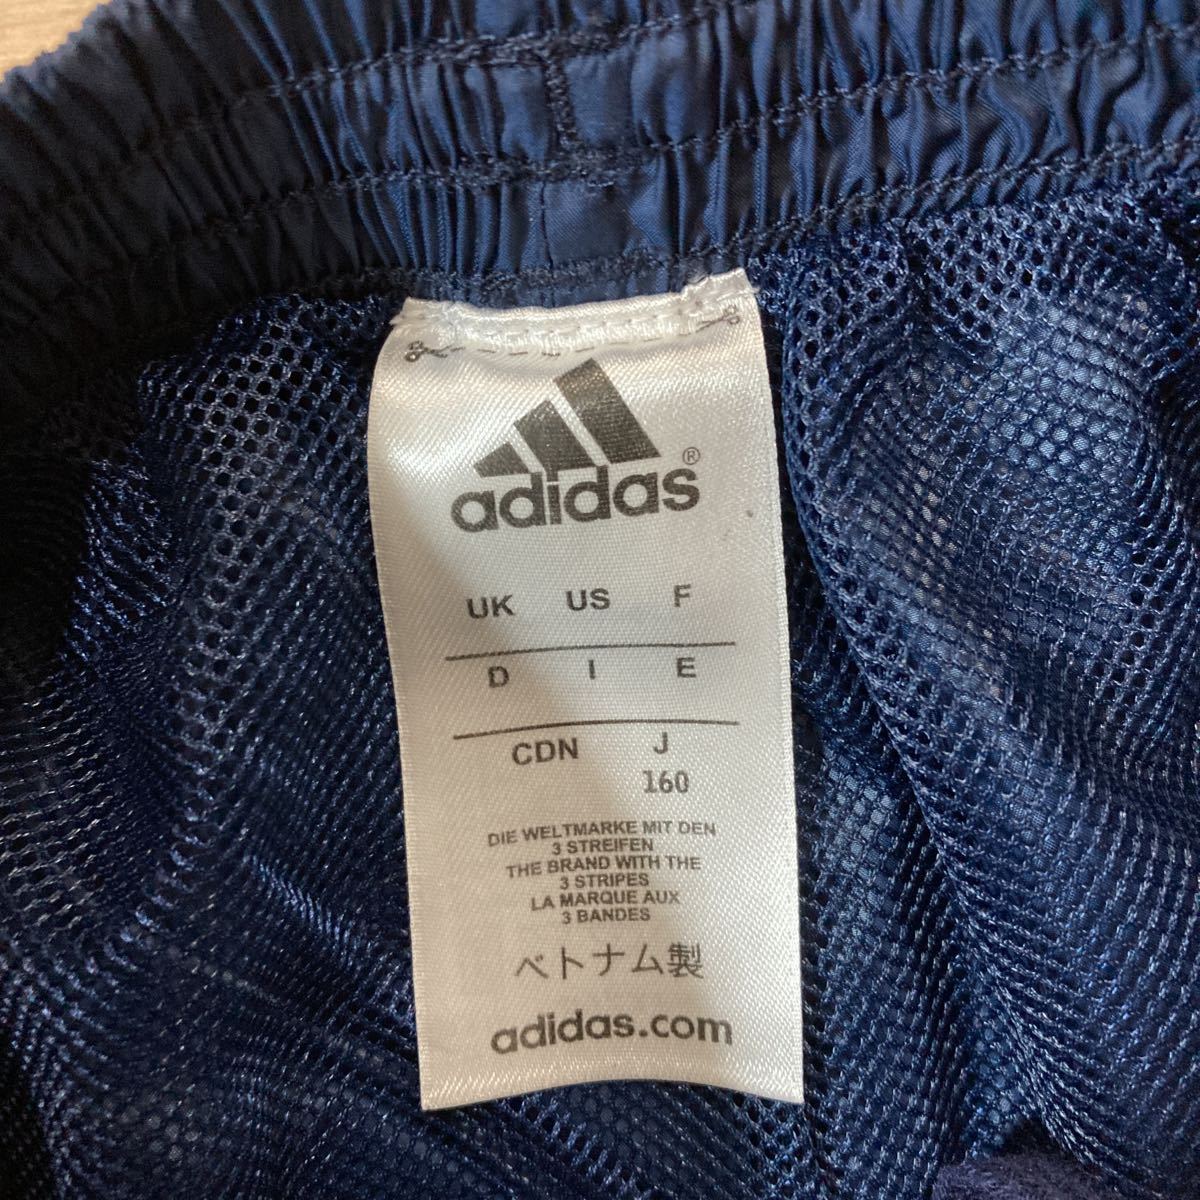 adidas®
UK US F
D I E
CDN J
160
DIE WELTMARKE MIT DEN
3 STREIFEN
THE BRAND WITH THE
3 STRIPES
LA MARQUE AUX
3 BANDES
ベトナム製
adidas.com